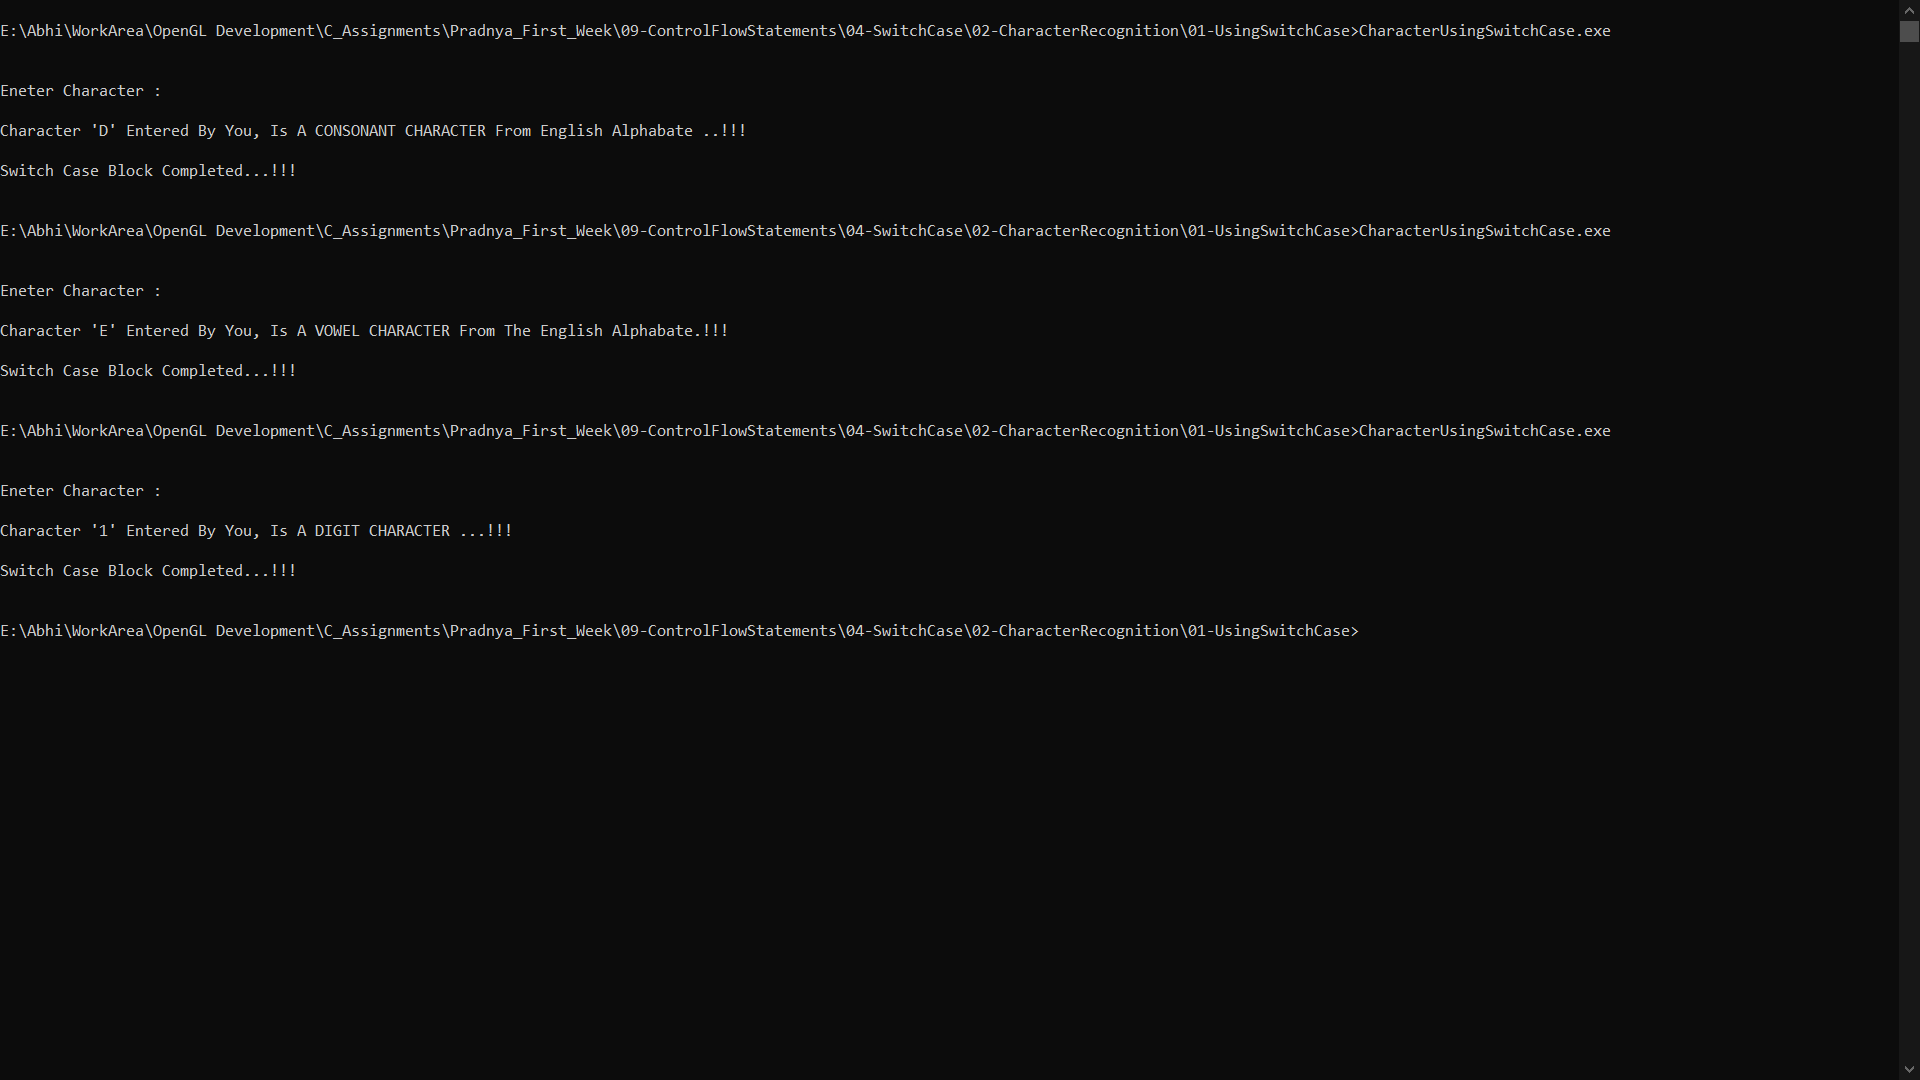 E:\Abhi\WorkArea\OpenGL Development\C_Assignments\Pradnya_First_Week\09-ControlFlowStatements\04-SwitchCase\02-CharacterRecognition\01-UsingSwitchCase>CharacterUsingSwitchCase.exe
Eneter Character :
Character 'D' Entered By You, Is A CONSONANT CHARACTER From English Alphabate ..!!!
Switch Case Block Completed...!!!
E:\Abhi\WorkArea\OpenGL Development\C_Assignments\Pradnya_First_Week\09-ControlFlowStatements\04-SwitchCase\02-CharacterRecognition\01-UsingSwitchCase>CharacterUsingSwitchCase.exe
Eneter Character :
Character 'E' Entered By You, Is A VOWEL CHARACTER From The English Alphabate.!!!
Switch Case Block Completed...!!!
E:\Abhi\WorkArea\OpenGL Development\C_Assignments\Pradnya_First_Week\09-ControlFlowStatements\04-SwitchCase\02-CharacterRecognition\01-UsingSwitchCase>CharacterUsingSwitchCase.exe
Eneter Character :
Character '1' Entered By You, Is A DIGIT CHARACTER ...!!!
Switch Case Block Completed...!!!
E:\Abhi\WorkArea\OpenGL Development\C_Assignments\Pradnya_First_Week\09-ControlFlowStatements\04-SwitchCase\02-CharacterRecognition\01-UsingSwitchCase>